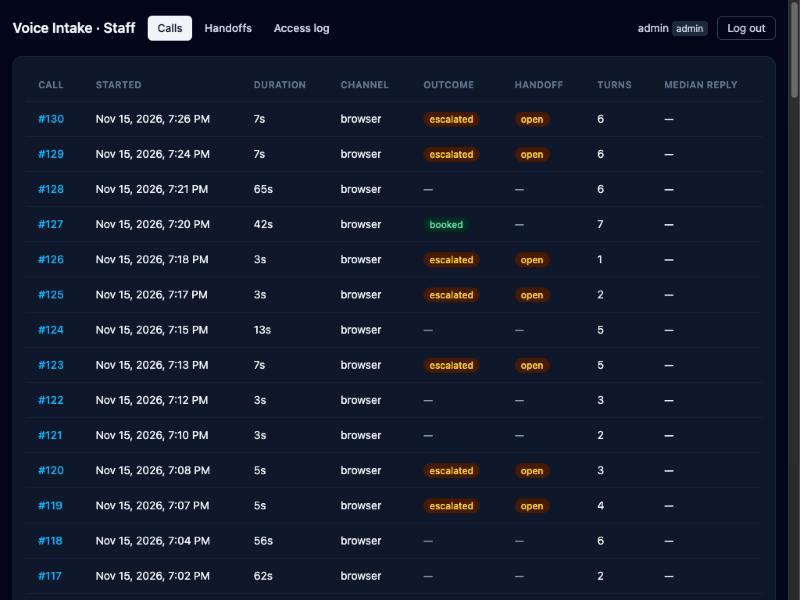 Voice Intake · Staff Calls Handoffs Access log admin admin Log out
CALL STARTED DURATION CHANNEL OUTCOME HANDOFF TURNS MEDIAN REPLY
#130 Nov 15, 2026, 7:26 PM 7s browser escalated open 6 —
#129 Nov 15, 2026, 7:24 PM 7s browser escalated open 6 —
#128 Nov 15, 2026, 7:21 PM 65s browser — — 6 —
#127 Nov 15, 2026, 7:20 PM 42s browser booked — 7 —
#126 Nov 15, 2026, 7:18 PM 3s browser escalated open 1 —
#125 Nov 15, 2026, 7:17 PM 3s browser escalated open 2 —
#124 Nov 15, 2026, 7:15 PM 13s browser — — 5 —
#123 Nov 15, 2026, 7:13 PM 7s browser escalated open 5 —
#122 Nov 15, 2026, 7:12 PM 3s browser — — 3 —
#121 Nov 15, 2026, 7:10 PM 3s browser — — 2 —
#120 Nov 15, 2026, 7:08 PM 5s browser escalated open 3 —
#119 Nov 15, 2026, 7:07 PM 5s browser escalated open 4 —
#118 Nov 15, 2026, 7:04 PM 56s browser — — 6 —
#117 Nov 15, 2026, 7:02 PM 62s browser — — 2 —